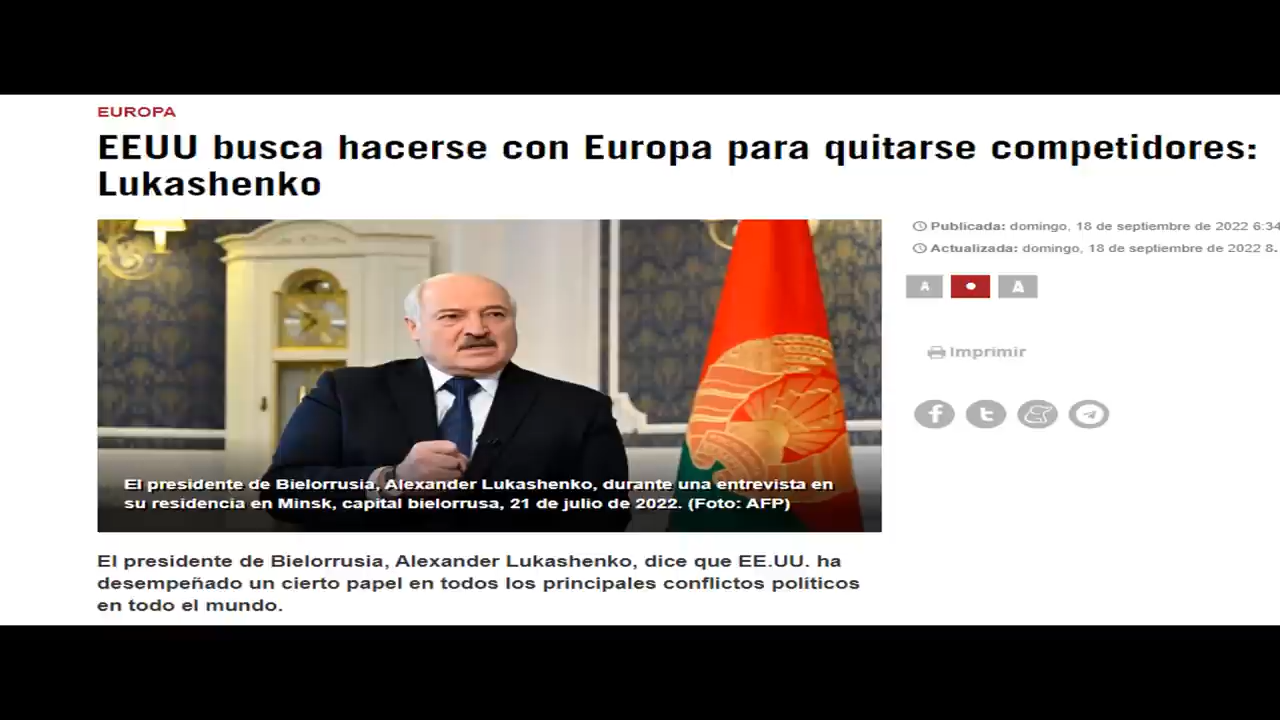 EUROPA
EEUU busca hacerse con Europa para quitarse competidores:
Lukashenko
Publicada: domingo, 18 de septiembre de 2022 6:34
Actualizada: domingo, 18 de septiembre de 2022 8.
A A
Imprimir
El presidente de Bielorrusia, Alexander Lukashenko, durante una entrevista en
su residencia en Minsk, capital bielorrusa, 21 de julio de 2022. (Foto: AFP)
El presidente de Bielorrusia, Alexander Lukashenko, dice que EE.UU. ha
desempeñado un cierto papel en todos los principales conflictos políticos
en todo el mundo.